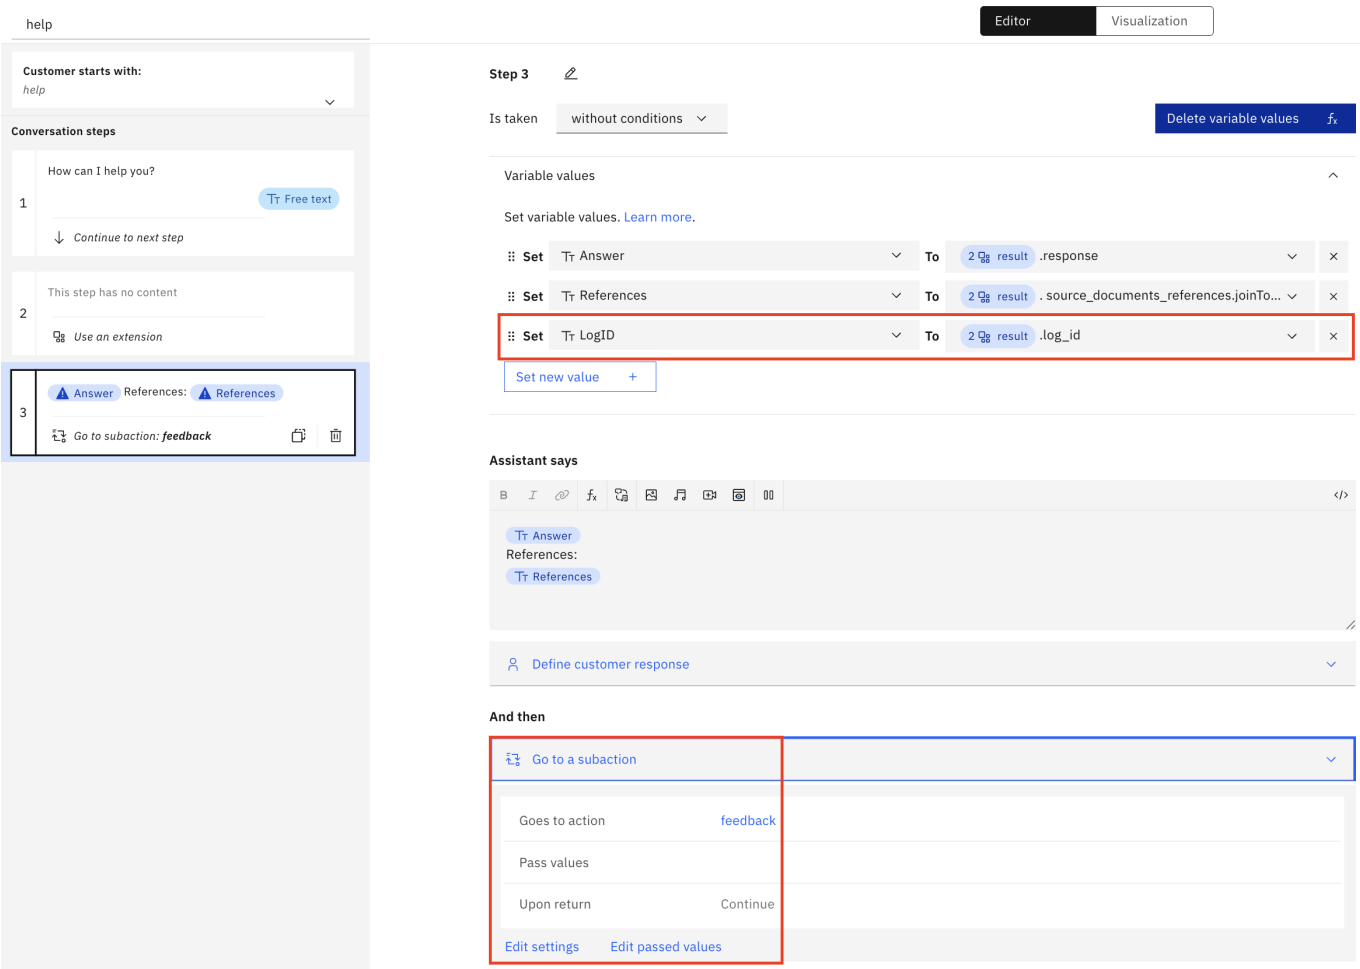 help
Editor
Visualization
Customer starts with:
help
Conversation steps
1
How can I help you?
Free text
Continue to next step
2
This step has no content
Use an extension
3
Answer References: References
Go to subaction: feedback
Step 3
Is taken without conditions
Delete variable values fx
Variable values
Set variable values. Learn more.
Set Answer To 2 result .response
Set References To 2 result . source_documents_references.joinTo...
Set LogID To 2 result .log_id
Set new value +
Assistant says
B I fx </>
Answer
References:
References
Define customer response
And then
Go to a subaction
Goes to action feedback
Pass values
Upon return Continue
Edit settings Edit passed values